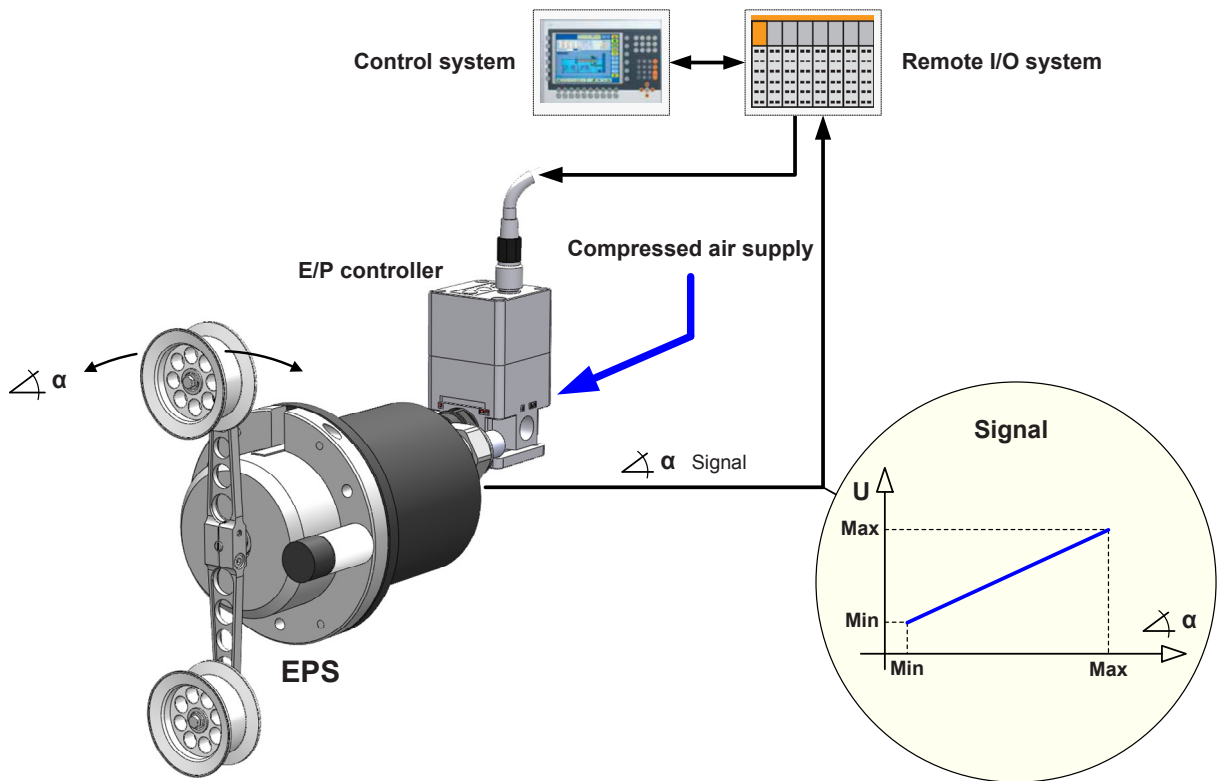 Control system
Remote I/O system
Compressed air supply
E/P controller
α
α Signal
EPS
Signal
U
Max
Min
α
Min
Max